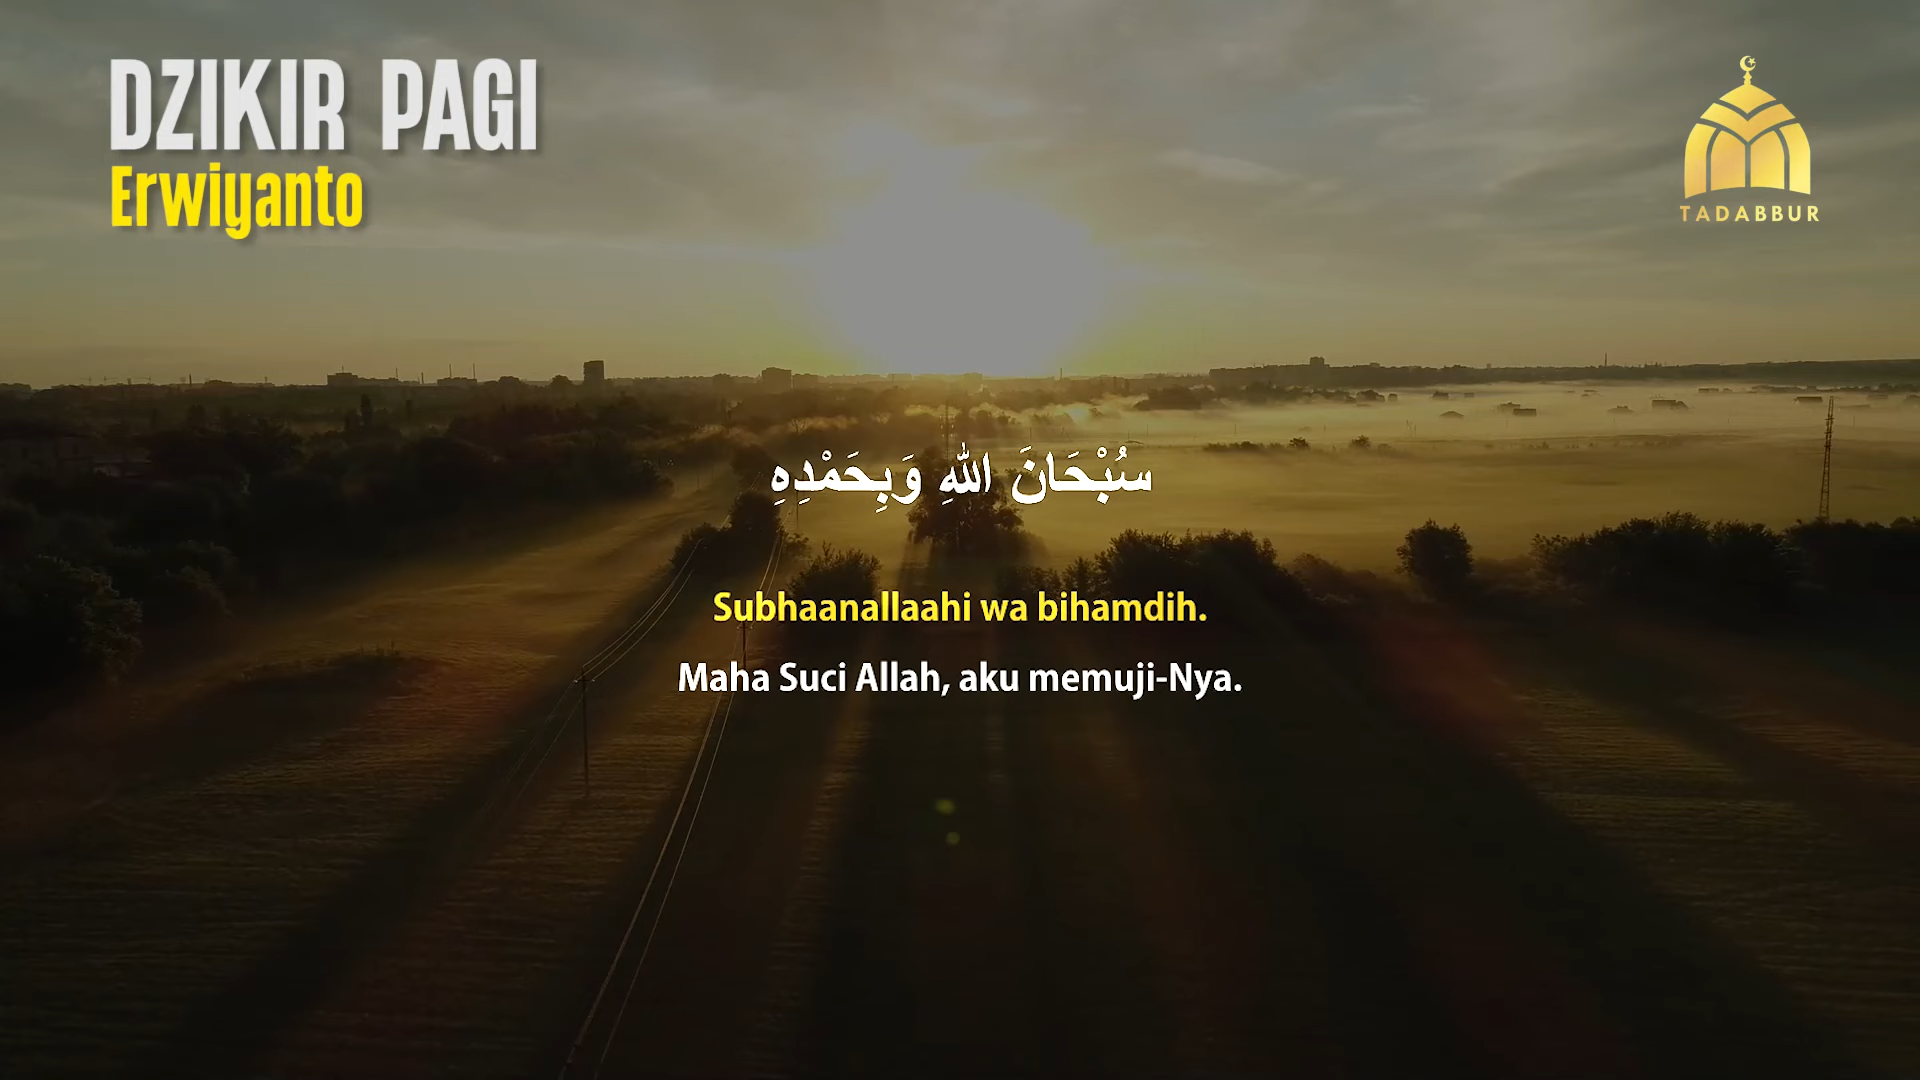 DZIKIR PAGI
Erwiyanto
TADABBUR
سُبْحَانَ اللهِ وَبِحَمْدِهِ
Subhaanallaahi wa bihamdih.
Maha Suci Allah, aku memuji-Nya.